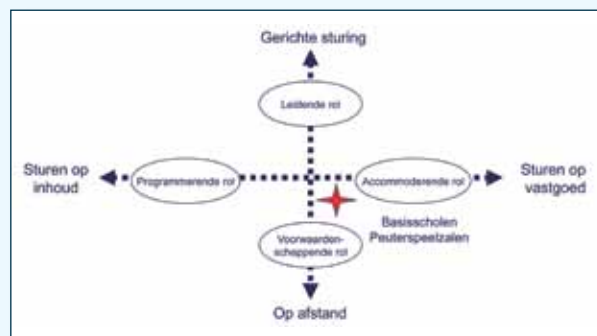 Gerichte sturing
Leidende rol
Sturen op
inhoud
Programmerende rol
Accommoderende rol
Sturen op
vastgoed
Basisscholen
Peuterspeelzalen
Voorwaarden-
scheppende rol
Op afstand